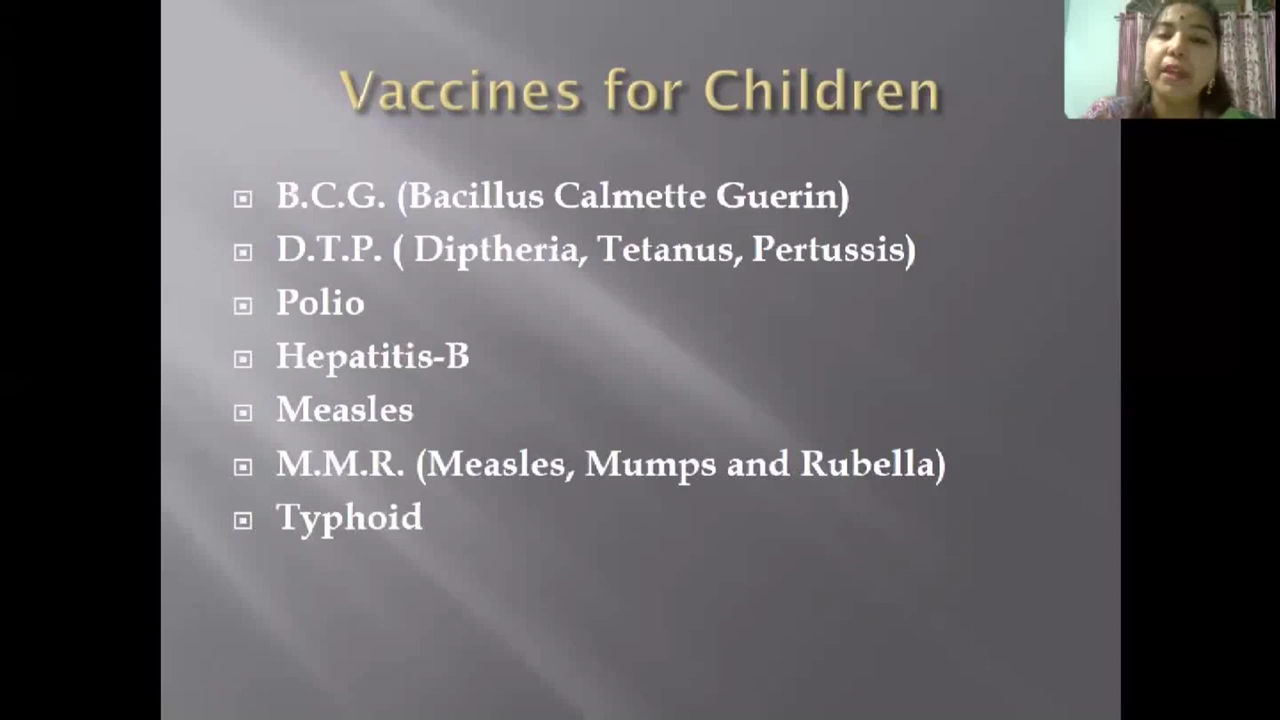 Vaccines for Children
B.C.G. (Bacillus Calmette Guerin)
D.T.P. ( Diptheria, Tetanus, Pertussis)
Polio
Hepatitis-B
Measles
M.M.R. (Measles, Mumps and Rubella)
Typhoid